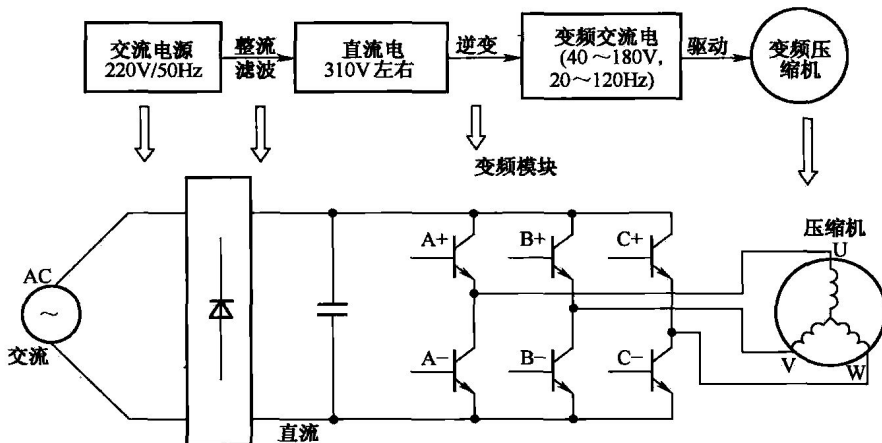 交流电源
220V/50Hz
整流
滤波
直流电
310V左右
逆变
变频交流电
(40～180V，
20～120Hz)
驱动
变频压
缩机
变频模块
压缩机
A+
B+
C+
U
AC
～
交流
A−
B−
C−
V
W
直流